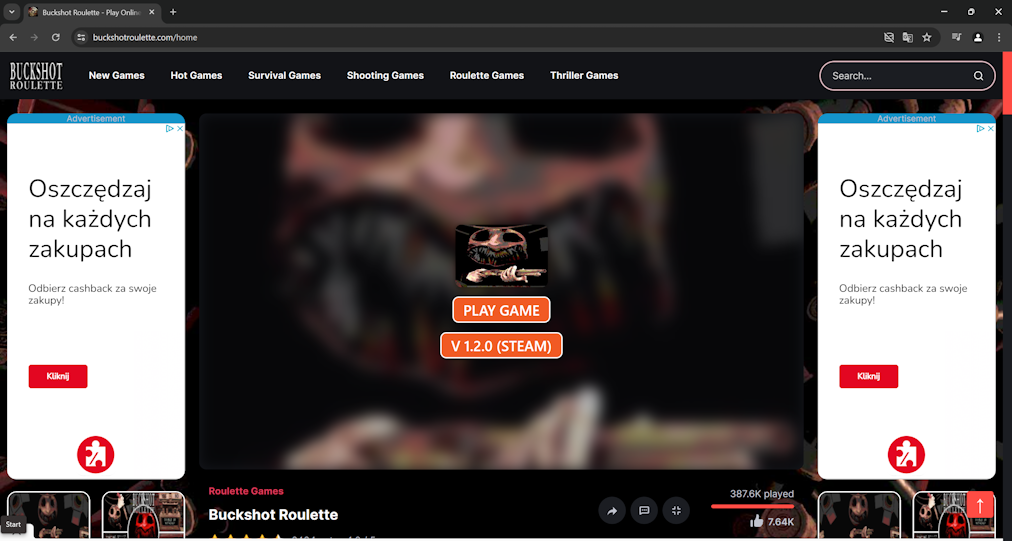 Buckshot Roulette - Play Online
buckshotroulette.com/home
BUCKSHOT
ROULETTE
New Games
Hot Games
Survival Games
Shooting Games
Roulette Games
Thriller Games
Search...
Advertisement
Oszczędzaj
na każdych
zakupach
Odbierz cashback za swoje
zakupy!
Kliknij
PLAY GAME
V 1.2.0 (STEAM)
Advertisement
Oszczędzaj
na każdych
zakupach
Odbierz cashback za swoje
zakupy!
Kliknij
Roulette Games
Buckshot Roulette
387.6K played
7.64K
Start